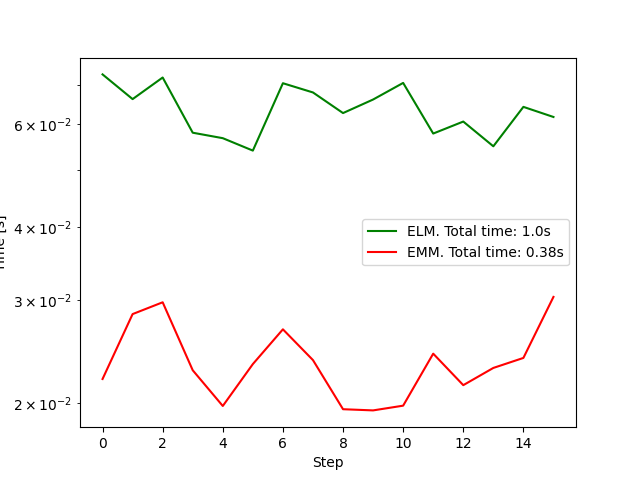 6 × 10⁻²
4 × 10⁻²
3 × 10⁻²
2 × 10⁻²
Time [s]
ELM. Total time: 1.0s
EMM. Total time: 0.38s
0 2 4 6 8 10 12 14
Step